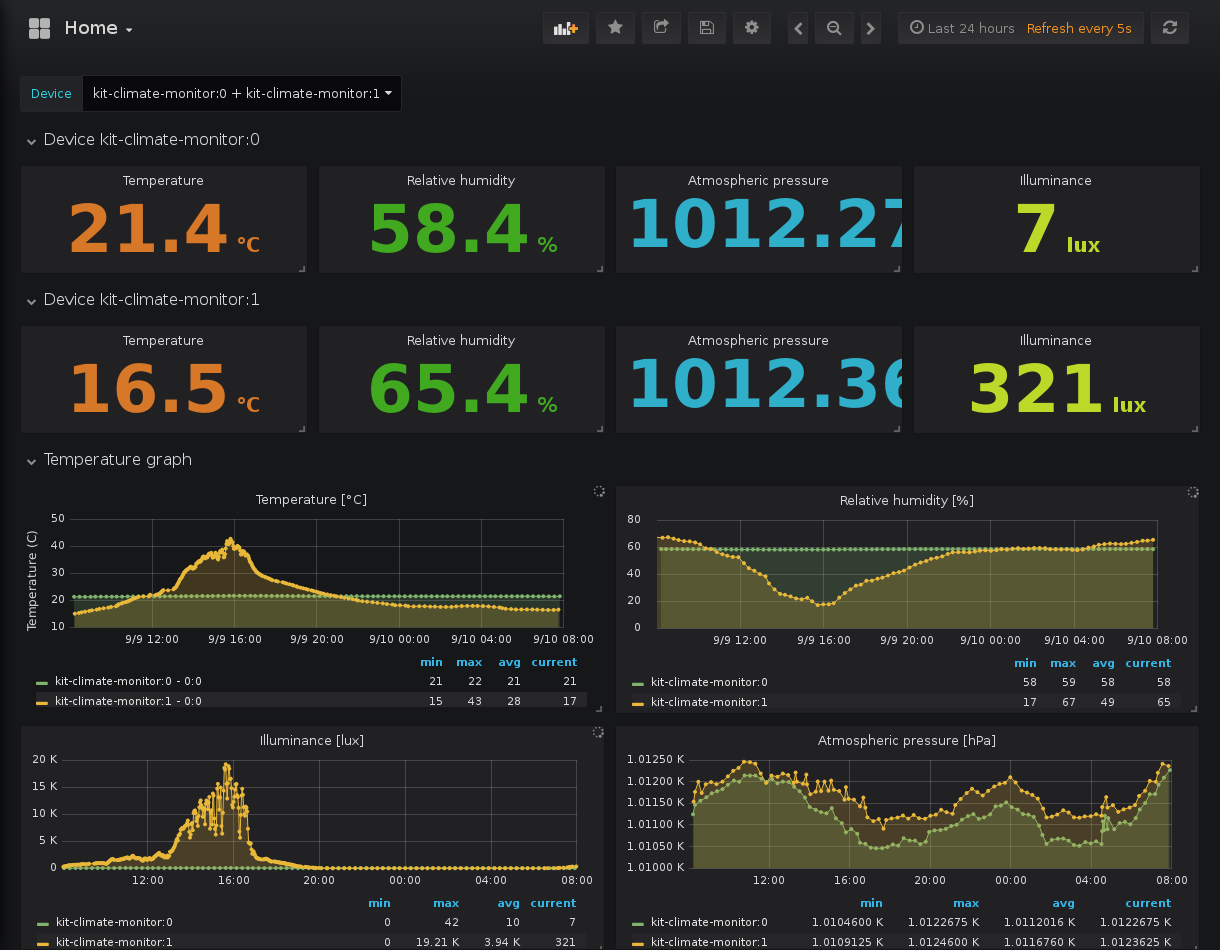 Home
Last 24 hours Refresh every 5s
Device kit-climate-monitor:0 + kit-climate-monitor:1
Device kit-climate-monitor:0
Temperature Relative humidity Atmospheric pressure Illuminance
21.4 °C 58.4 % 1012.27 7 lux
Device kit-climate-monitor:1
Temperature Relative humidity Atmospheric pressure Illuminance
16.5 °C 65.4 % 1012.36 321 lux
Temperature graph
Temperature [°C]
Temperature (C)
50
40
30
20
10
9/9 12:00 9/9 16:00 9/9 20:00 9/10 00:00 9/10 04:00 9/10 08:00
min max avg current
kit-climate-monitor:0 - 0:0 21 22 21 21
kit-climate-monitor:1 - 0:0 15 43 28 17
Relative humidity [%]
80
60
40
20
0
9/9 12:00 9/9 16:00 9/9 20:00 9/10 00:00 9/10 04:00 9/10 08:00
min max avg current
kit-climate-monitor:0 58 59 58 58
kit-climate-monitor:1 17 67 49 65
Illuminance [lux]
20 K
15 K
10 K
5 K
0
12:00 16:00 20:00 00:00 04:00 08:00
min max avg current
kit-climate-monitor:0 0 42 10 7
kit-climate-monitor:1 0 19.21 K 3.94 K 321
Atmospheric pressure [hPa]
1.01250 K
1.01200 K
1.01150 K
1.01100 K
1.01050 K
1.01000 K
12:00 16:00 20:00 00:00 04:00 08:00
min max avg current
kit-climate-monitor:0 1.0104600 K 1.0122675 K 1.0112016 K 1.0122675 K
kit-climate-monitor:1 1.0109125 K 1.0124600 K 1.0116760 K 1.0123625 K